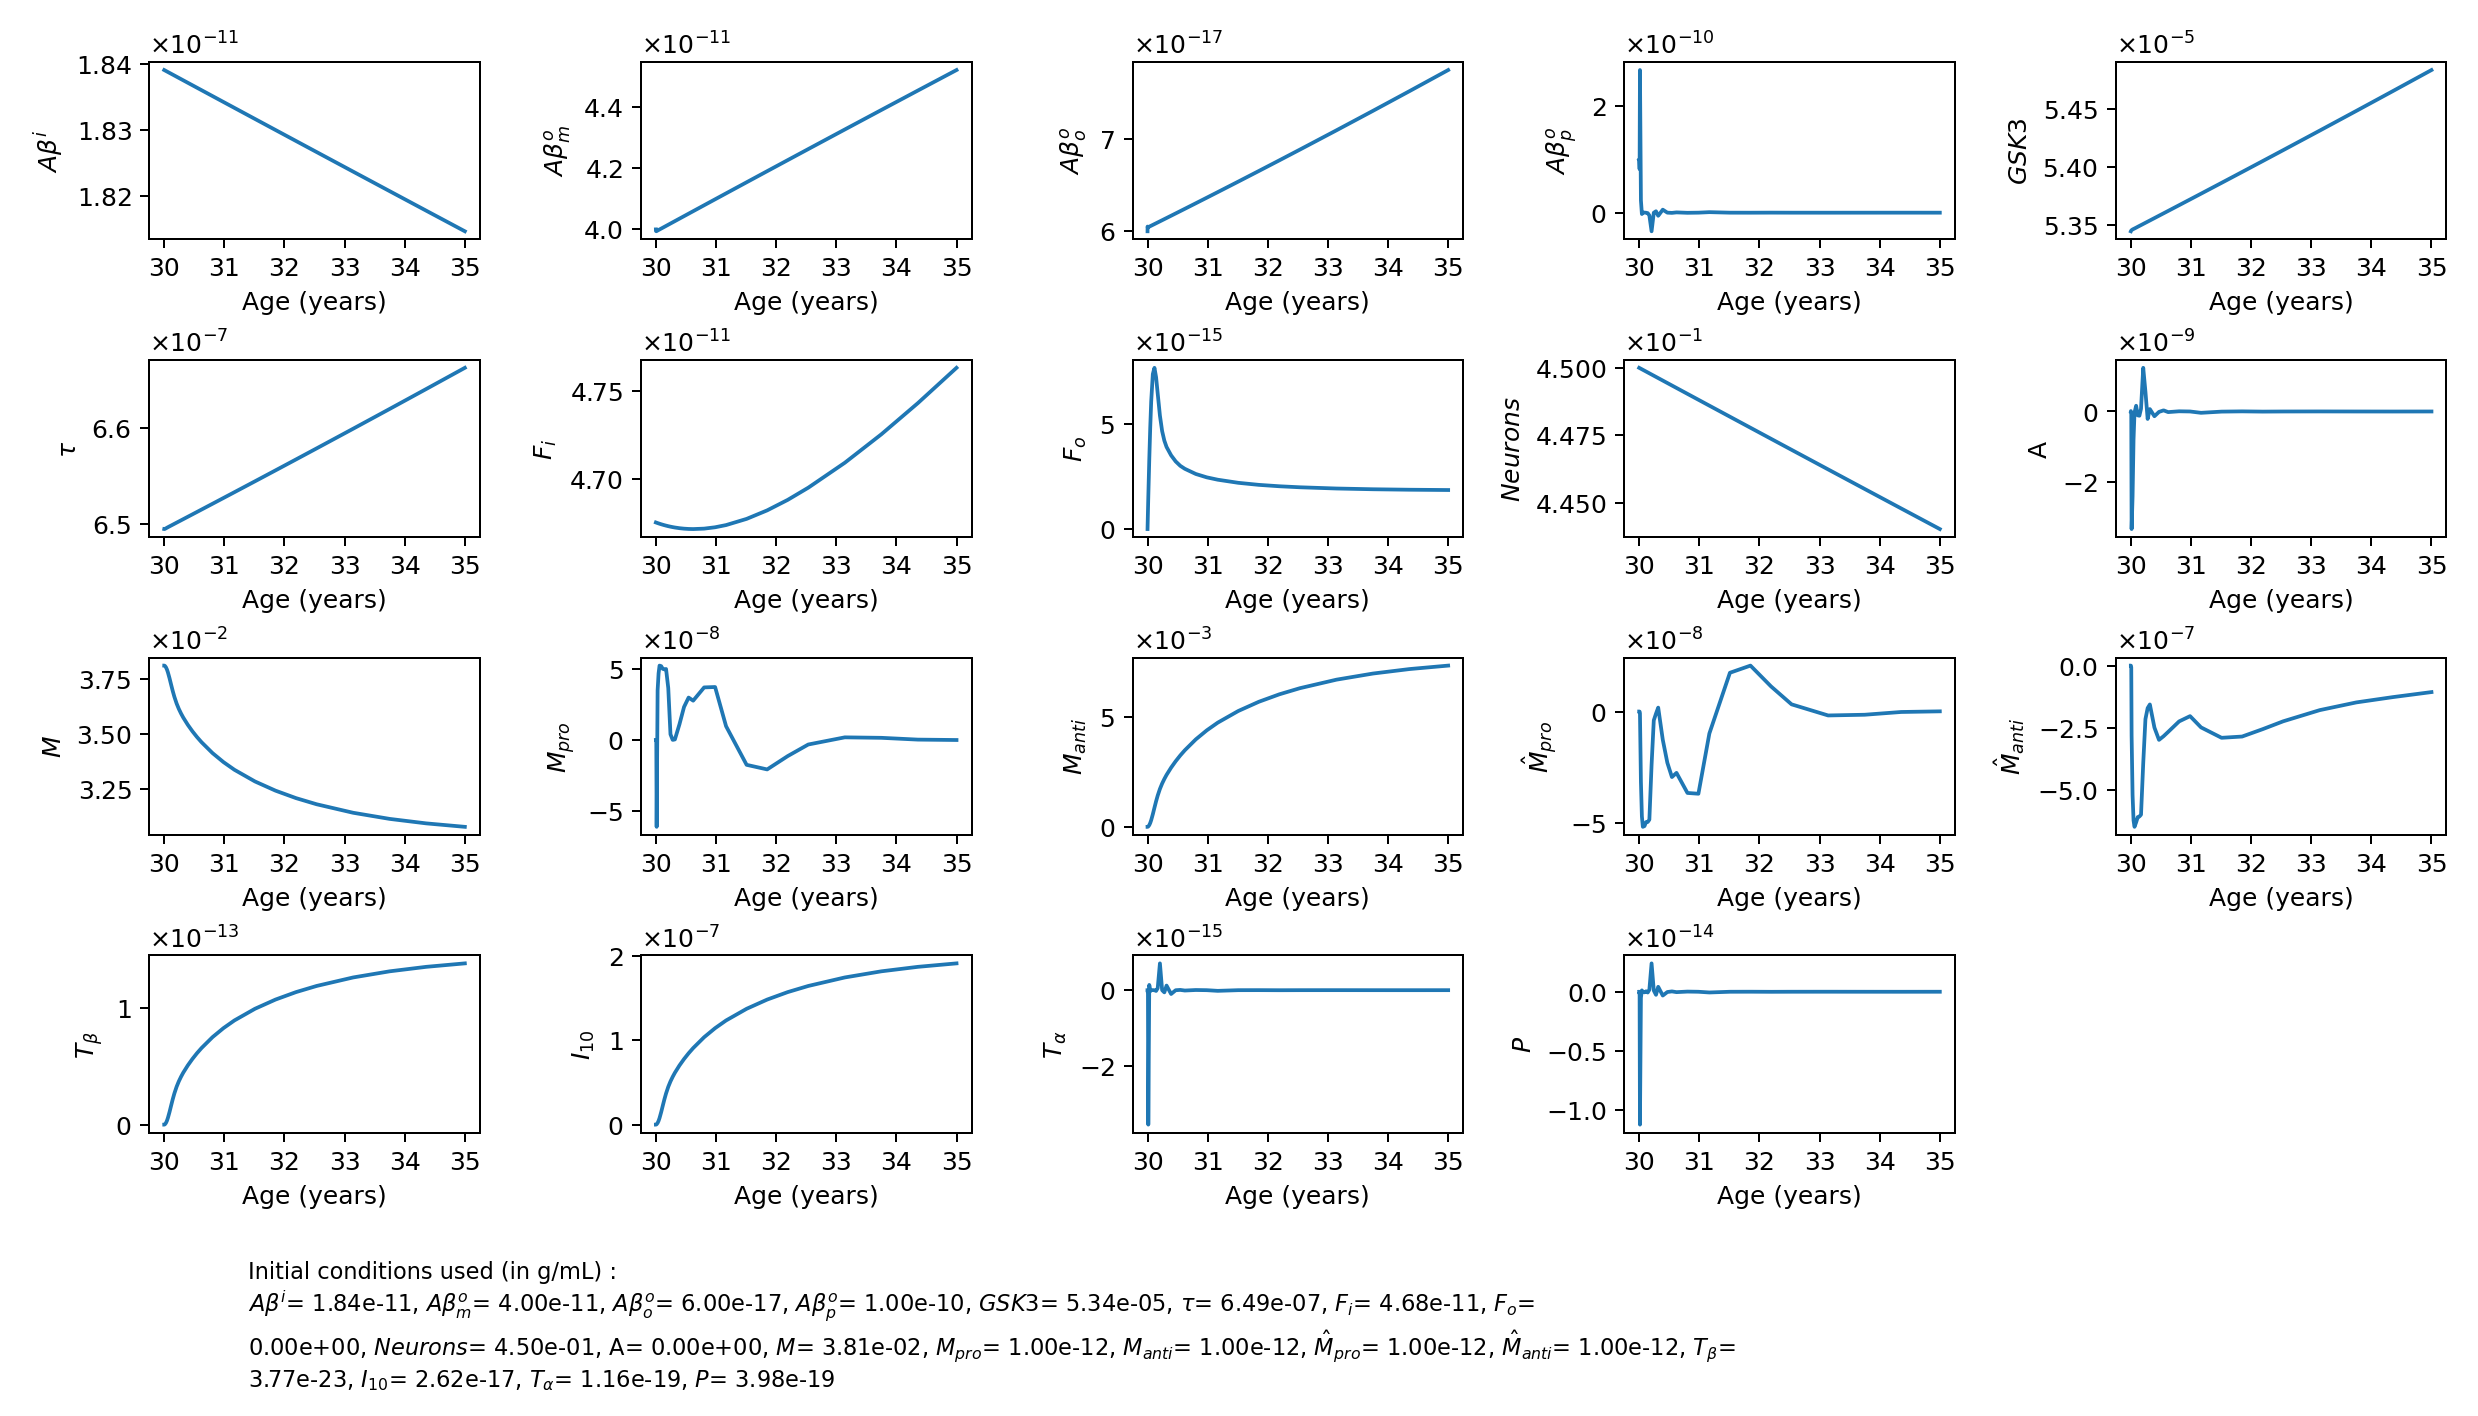 ×10⁻¹¹ ×10⁻¹¹ ×10⁻¹⁷ ×10⁻¹⁰ ×10⁻⁵
1.84
1.83
1.82
Aβⁱ
30 31 32 33 34 35
Age (years)
4.4
4.2
4.0
Aβᵒₘ
30 31 32 33 34 35
Age (years)
7
6
Aβᵒₒ
30 31 32 33 34 35
Age (years)
2
0
Aβᵒₚ
30 31 32 33 34 35
Age (years)
5.45
5.40
5.35
GSK3
30 31 32 33 34 35
Age (years)
×10⁻⁷ ×10⁻¹¹ ×10⁻¹⁵ ×10⁻¹ ×10⁻⁹
6.6
6.5
τ
30 31 32 33 34 35
Age (years)
4.75
4.70
Fᵢ
30 31 32 33 34 35
Age (years)
5
0
Fₒ
30 31 32 33 34 35
Age (years)
4.500
4.475
4.450
Neurons
30 31 32 33 34 35
Age (years)
0
−2
A
30 31 32 33 34 35
Age (years)
×10⁻² ×10⁻⁸ ×10⁻³ ×10⁻⁸ ×10⁻⁷
3.75
3.50
3.25
M
30 31 32 33 34 35
Age (years)
5
0
−5
M_pro
30 31 32 33 34 35
Age (years)
5
0
M_anti
30 31 32 33 34 35
Age (years)
0
−5
M̂_pro
30 31 32 33 34 35
Age (years)
0.0
−2.5
−5.0
M̂_anti
30 31 32 33 34 35
Age (years)
×10⁻¹³ ×10⁻⁷ ×10⁻¹⁵ ×10⁻¹⁴
1
0
T_β
30 31 32 33 34 35
Age (years)
2
1
0
I₁₀
30 31 32 33 34 35
Age (years)
0
−2
T_α
30 31 32 33 34 35
Age (years)
0.0
−0.5
−1.0
P
30 31 32 33 34 35
Age (years)
Initial conditions used (in g/mL) :
Aβⁱ= 1.84e-11, Aβᵒₘ= 4.00e-11, Aβᵒₒ= 6.00e-17, Aβᵒₚ= 1.00e-10, GSK3= 5.34e-05, τ= 6.49e-07, Fᵢ= 4.68e-11, Fₒ=
0.00e+00, Neurons= 4.50e-01, A= 0.00e+00, M= 3.81e-02, M_pro= 1.00e-12, M_anti= 1.00e-12, M̂_pro= 1.00e-12, M̂_anti= 1.00e-12, T_β=
3.77e-23, I₁₀= 2.62e-17, T_α= 1.16e-19, P= 3.98e-19